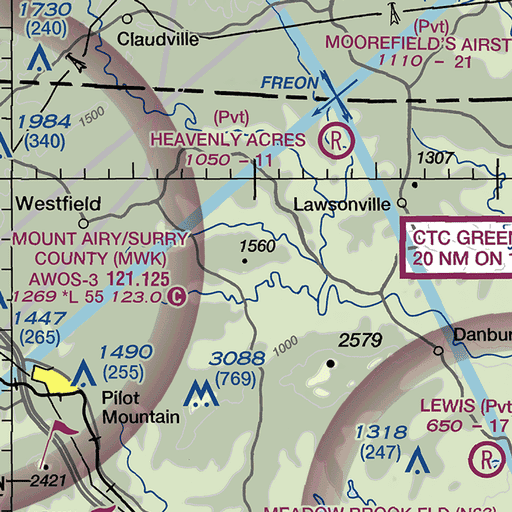 1730
(240)
Claudville
(Pvt)
MOOREFIELD'S AIRST
1110 - 21
FREON
1984
(340)
1500
(Pvt)
HEAVENLY ACRES
1050 - 11
R
1307
Westfield
Lawsonville
MOUNT AIRY/SURRY
COUNTY (MWK)
AWOS-3 121.125
1269 *L 55 123.0 C
1560
CTC GREEN
20 NM ON
1447
(265)
1490
(255)
3088
(769)
1000
2579
Danbur
Pilot
Mountain
LEWIS (Pvt
650 - 17
R
1318
(247)
2421
N
MEADOW BROOK FLD (N63)